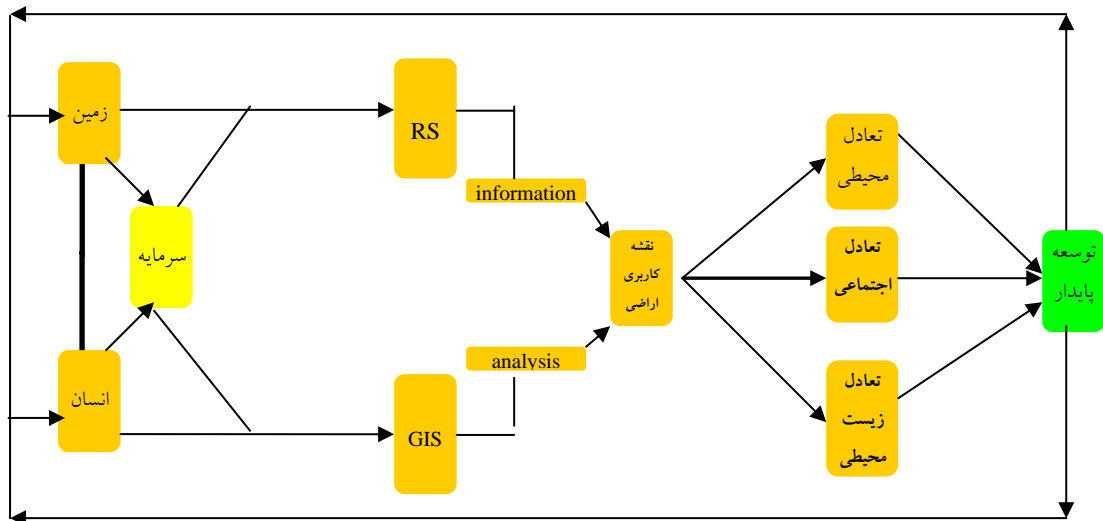 زمین
سرمایه
انسان
RS
GIS
information
analysis
نقشه
کاربری
اراضی
تعادل
محیطی
تعادل
اجتماعی
تعادل
زیست
محیطی
توسعه
پایدار